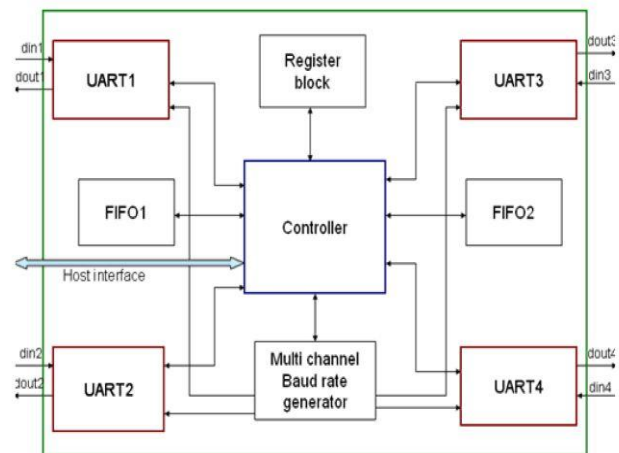 din1
dout1
UART1
Register
block
UART3
dout3
din3
FIFO1
Controller
FIFO2
Host interface
din2
dout2
UART2
Multi channel
Baud rate
generator
UART4
dout4
din4